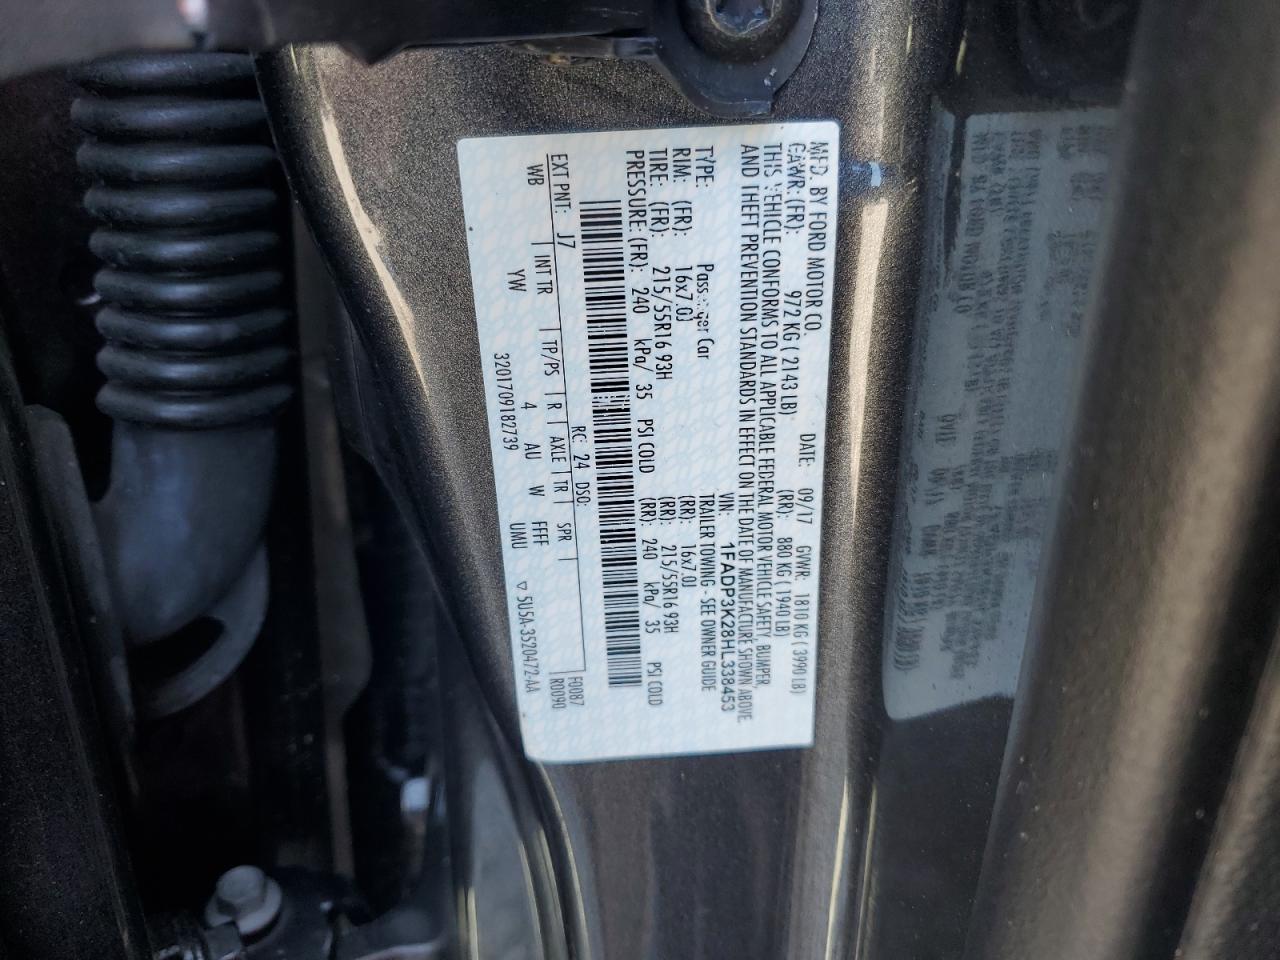 MFD. BY FORD MOTOR CO.
DATE: 09/17 GVWR: 1810 KG ( 3990 LB)
GAWR: (FR): 972 KG ( 2143 LB) (RR): 880 KG ( 1940 LB)
THIS VEHICLE CONFORMS TO ALL APPLICABLE FEDERAL MOTOR VEHICLE SAFETY, BUMPER,
AND THEFT PREVENTION STANDARDS IN EFFECT ON THE DATE OF MANUFACTURE SHOWN ABOVE.
VIN: 1FADP3K28HL338453
TYPE: Passenger Car TRAILER TOWING - SEE OWNER GUIDE
RIM: (FR): 16x7.0J (RR): 16x7.0J
TIRE: (FR): 215/55R16 93H (RR): 215/55R16 93H
PRESSURE: (FR): 240 kPa/ 35 PSI COLD (RR): 240 kPa/ 35 PSI COLD
RC: 24 DSO: F0087
EXT PNT: J7 INT TR TP/PS R AXLE TR SPR R0090
WB YW 4 AU W FFFF
3201709182739 UMU ▽ 5U5A-3520472-AA